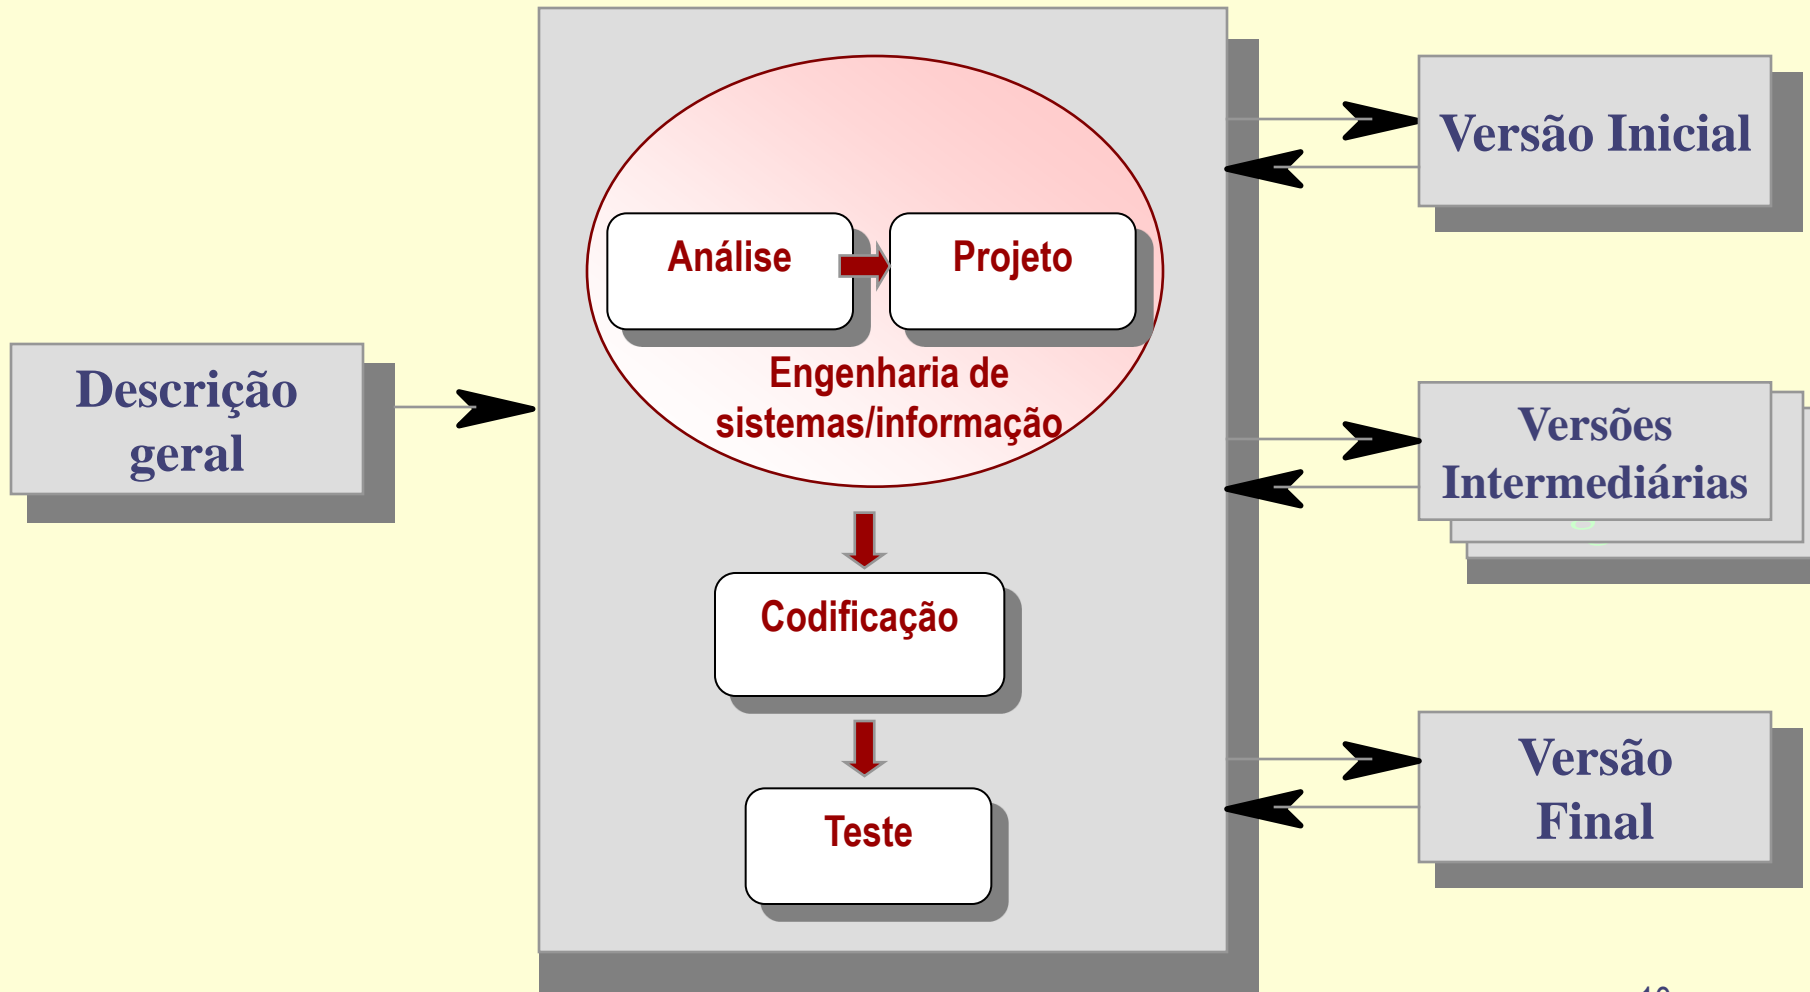 Análise
Projeto
Engenharia de
sistemas/informação
Codificação
Teste
Descrição
geral
Versão Inicial
Versões
Intermediárias
Versão
Final